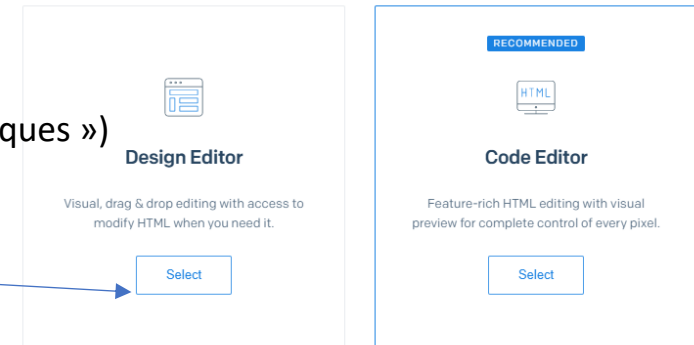 RECOMMENDED
HTML
ques »)
Design Editor
Code Editor
Visual, drag & drop editing with access to
modify HTML when you need it.
Feature-rich HTML editing with visual
preview for complete control of every pixel.
Select
Select